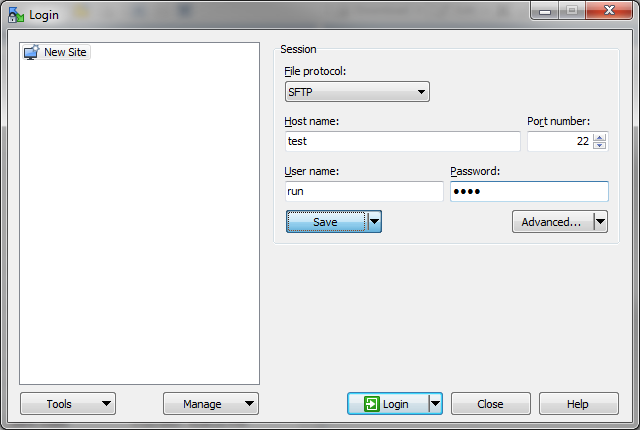 Login
New Site
Session
File protocol:
SFTP
Host name: Port number:
test 22
User name: Password:
run ••••
Save Advanced...
Tools Manage Login Close Help